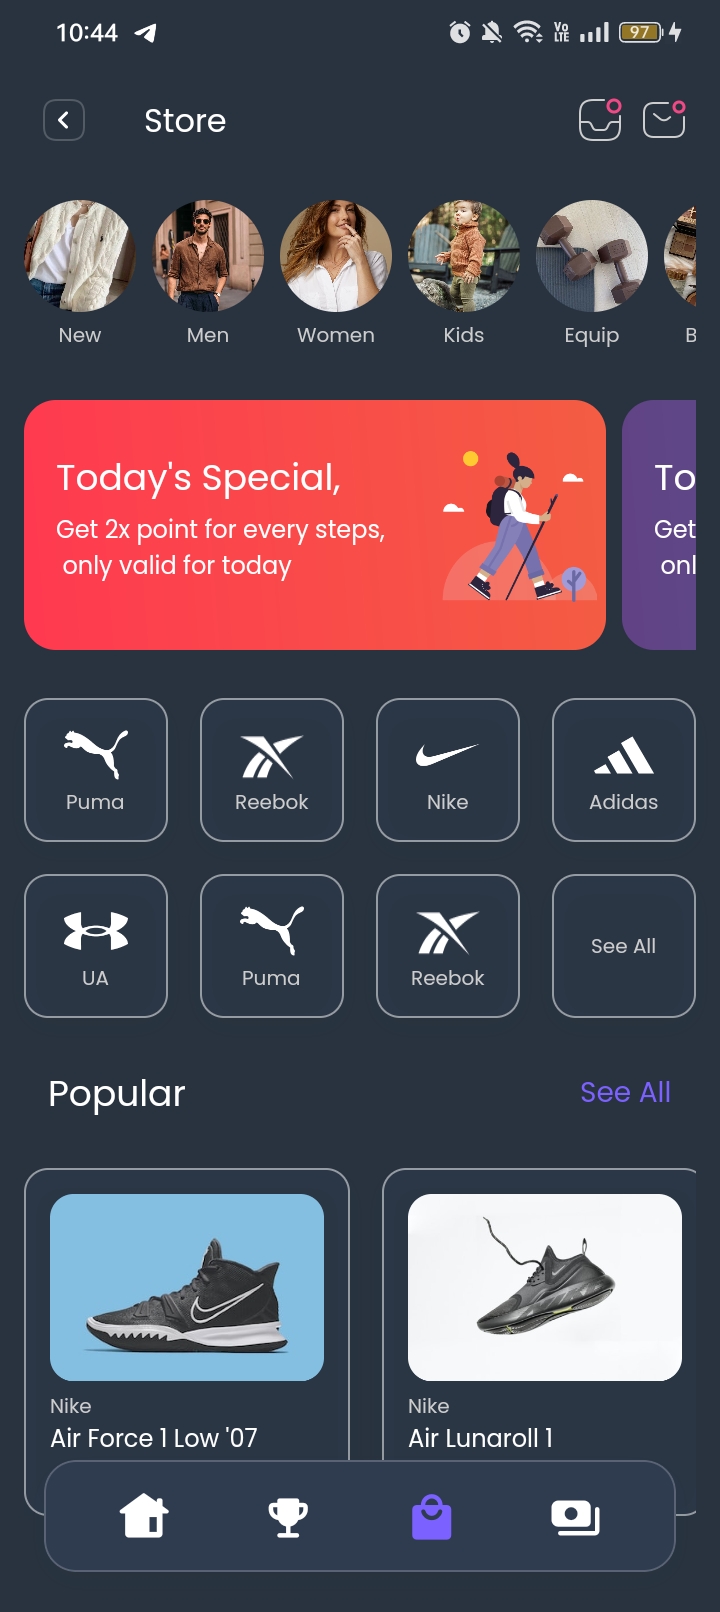 10:44
Vo
LTE
97
Store
New
Men
Women
Kids
Equip
B
Today's Special,
Get 2x point for every steps,
only valid for today
To
Get
onl
Puma
Reebok
Nike
Adidas
UA
Puma
Reebok
See All
Popular
See All
Nike
Air Force 1 Low '07
Nike
Air Lunaroll 1